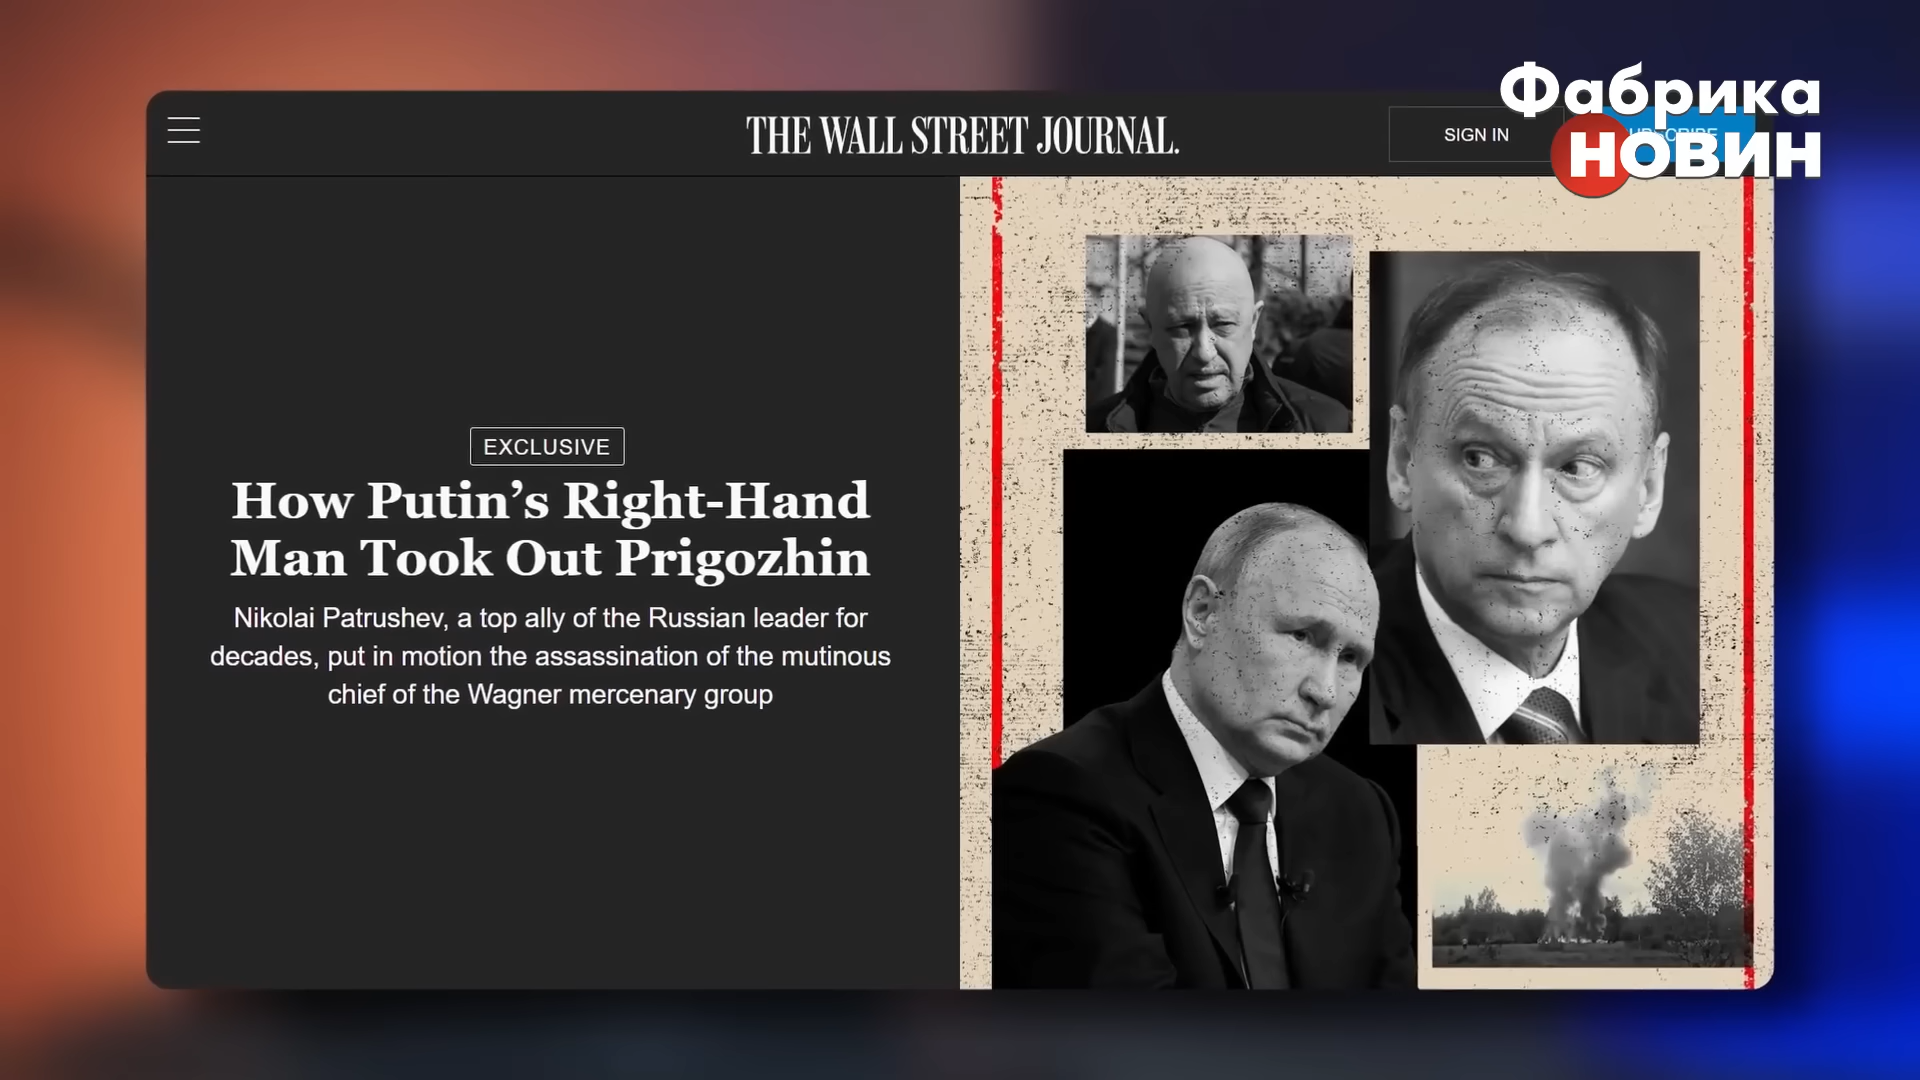 Фабрика
новин
THE WALL STREET JOURNAL.
SIGN IN
EXCLUSIVE
How Putin’s Right-Hand
Man Took Out Prigozhin
Nikolai Patrushev, a top ally of the Russian leader for
decades, put in motion the assassination of the mutinous
chief of the Wagner mercenary group